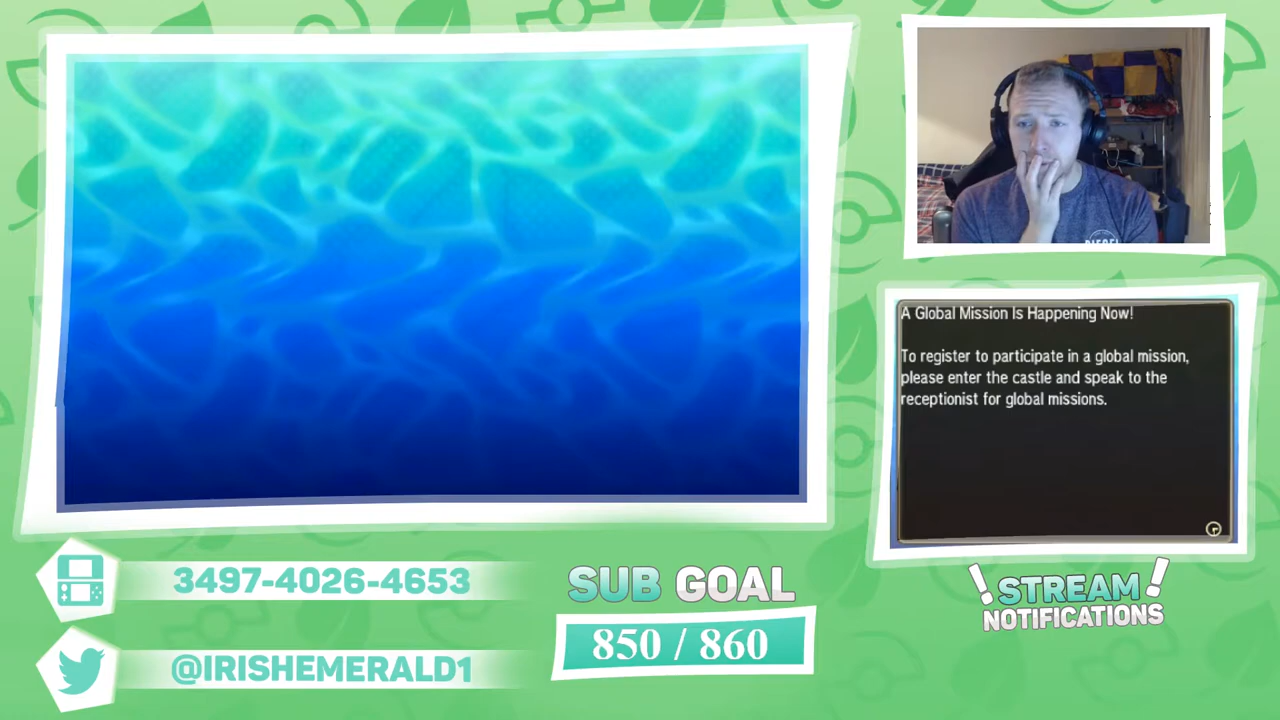 A Global Mission Is Happening Now!
To register to participate in a global mission,
please enter the castle and speak to the
receptionist for global missions.
3497-4026-4653
@IRISHEMERALD1
SUB GOAL
850 / 860
! STREAM !
NOTIFICATIONS